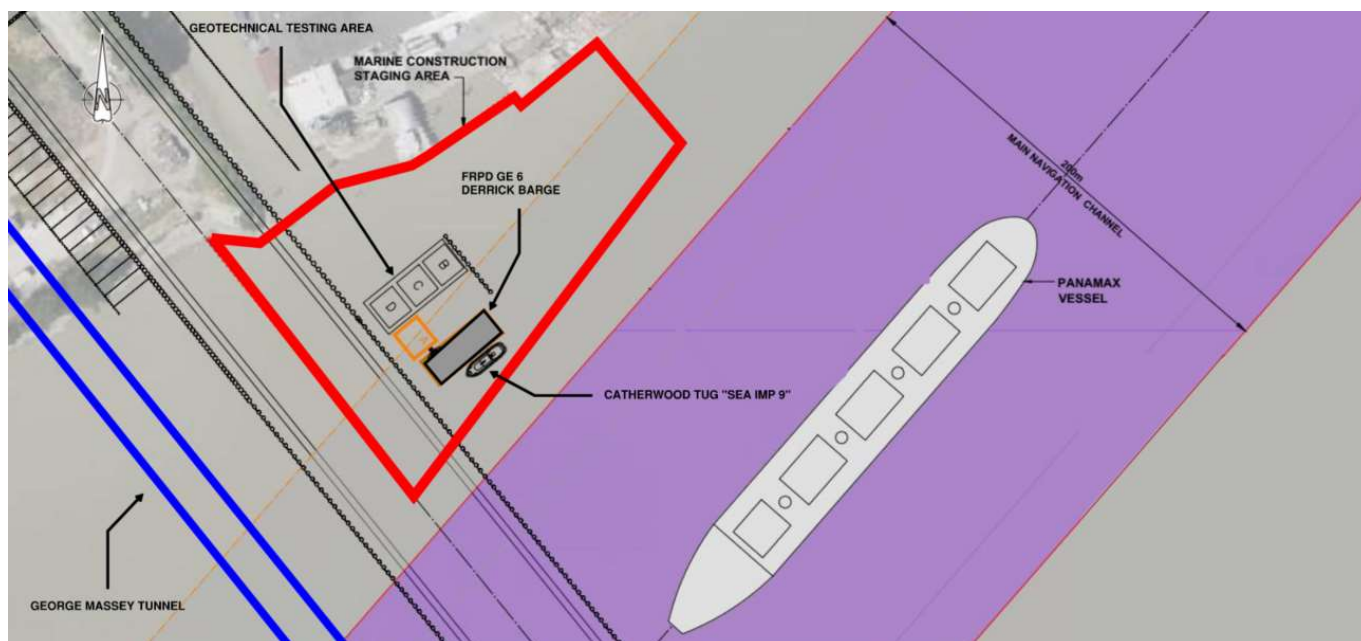 GEOTECHNICAL TESTING AREA
MARINE CONSTRUCTION
STAGING AREA
N
FRPD GE 6
DERRICK BARGE
200m
MAIN NAVIGATION CHANNEL
B
C
D
A
PANAMAX
VESSEL
CATHERWOOD TUG "SEA IMP 9"
GEORGE MASSEY TUNNEL